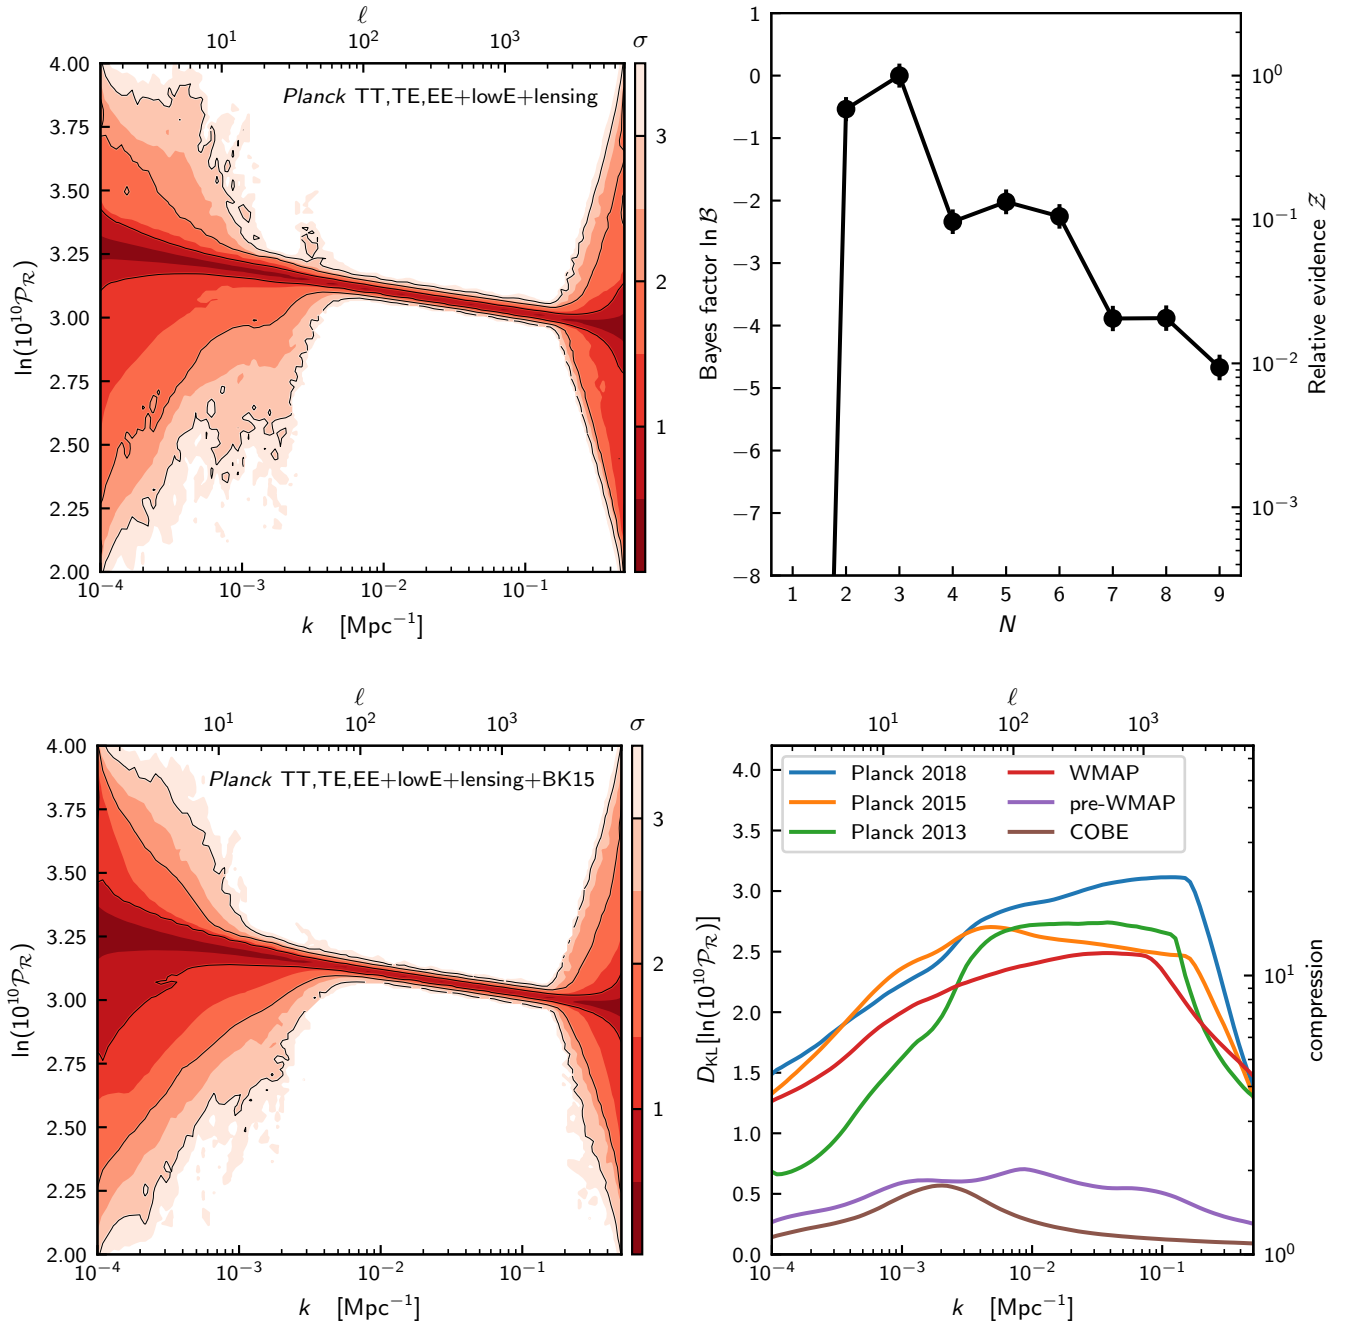 ℓ
10¹ 10² 10³ σ
Planck TT,TE,EE+lowE+lensing
4.00
3.75
3.50
3.25
3.00
2.75
2.50
2.25
2.00
ln(10¹⁰𝒫_ℛ)
3
2
1
10⁻⁴ 10⁻³ 10⁻² 10⁻¹
k [Mpc⁻¹]
1
0
−1
−2
−3
−4
−5
−6
−7
−8
Bayes factor ln ℬ
10⁰
10⁻¹
10⁻²
10⁻³
Relative evidence 𝒵
1 2 3 4 5 6 7 8 9
N
ℓ
10¹ 10² 10³ σ
Planck TT,TE,EE+lowE+lensing+BK15
4.00
3.75
3.50
3.25
3.00
2.75
2.50
2.25
2.00
ln(10¹⁰𝒫_ℛ)
3
2
1
10⁻⁴ 10⁻³ 10⁻² 10⁻¹
k [Mpc⁻¹]
ℓ
10¹ 10² 10³
Planck 2018 WMAP
Planck 2015 pre-WMAP
Planck 2013 COBE
4.0
3.5
3.0
2.5
2.0
1.5
1.0
0.5
0.0
D_KL[ln(10¹⁰𝒫_ℛ)]
10¹
10⁰
compression
10⁻⁴ 10⁻³ 10⁻² 10⁻¹
k [Mpc⁻¹]